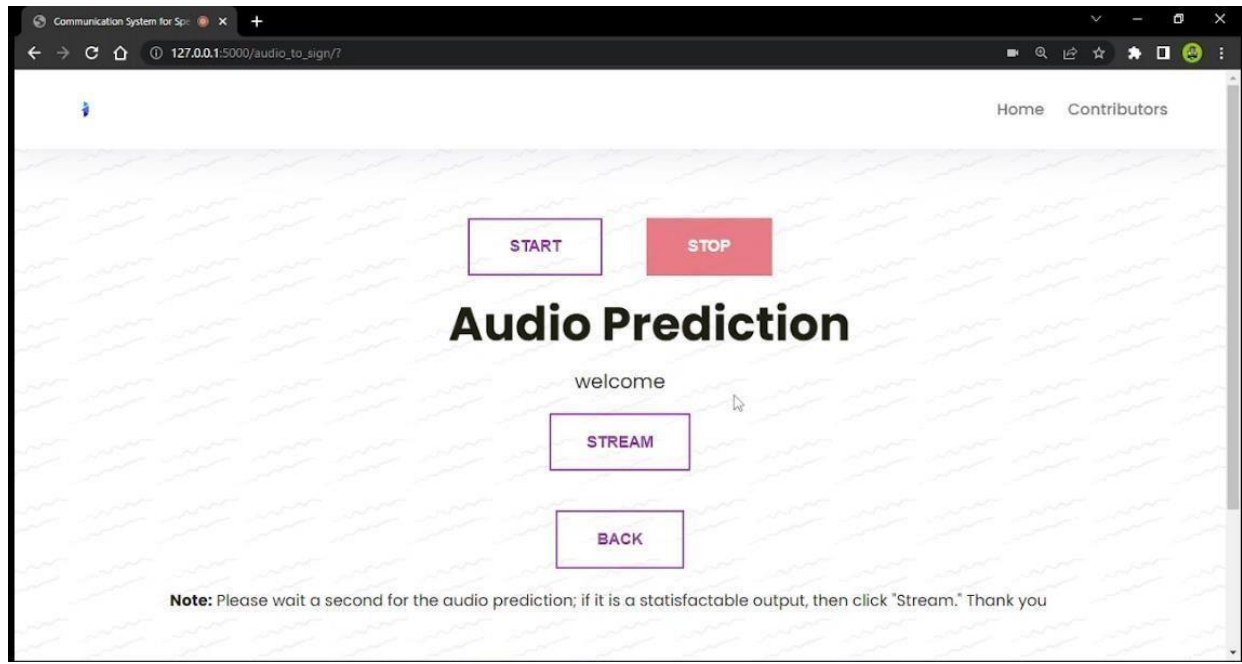 Communication System for Spe
127.0.0.1:5000/audio_to_sign/?
Home Contributors
START STOP
Audio Prediction
welcome
STREAM
BACK
Note: Please wait a second for the audio prediction; if it is a statisfactable output, then click "Stream." Thank you